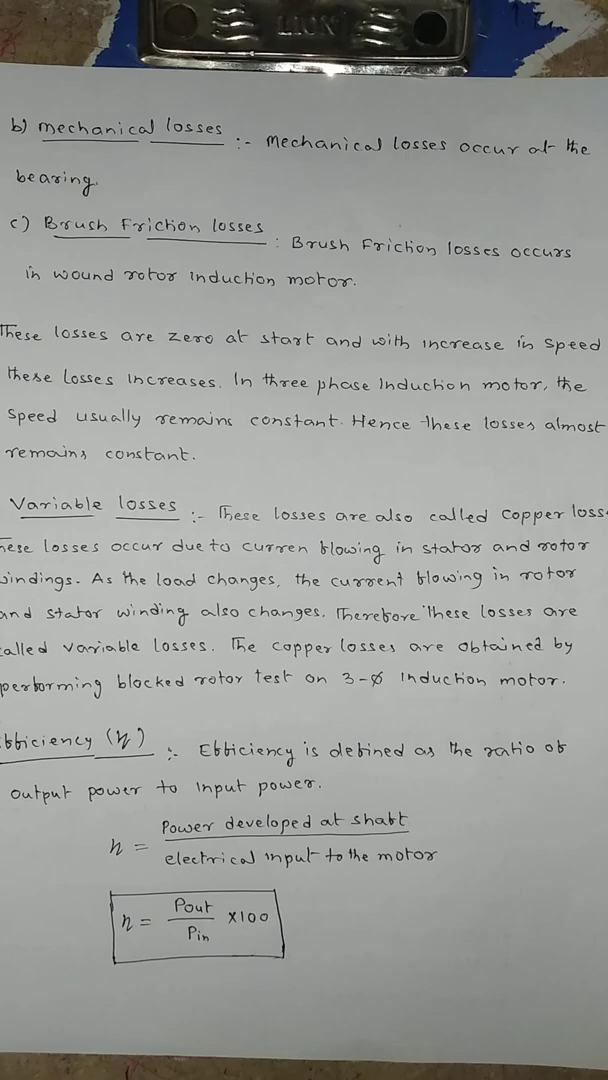 LION
b) mechanical losses :- Mechanical losses occur at the
bearing.
c) Brush Friction losses : Brush Friction losses occurs
in wound rotor induction motor.
These losses are zero at start and with increase in speed
these Losses increases. In three phase Induction motor, the
speed usually remains constant. Hence these losses almost
remains constant.
Variable losses :- These losses are also called copper loss
hese losses occur due to curren flowing in stator and rotor
windings. As the load changes, the current flowing in rotor
and stator winding also changes. Therefore these losses are
called variable losses. The copper losses are obtained by
performing blocked rotor test on 3-ϕ induction motor.
fficiency (η) :- Efficiency is defined as the ratio of
output power to input power.
η = Power developed at shaft / electrical input to the motor
η = Pout / Pin × 100